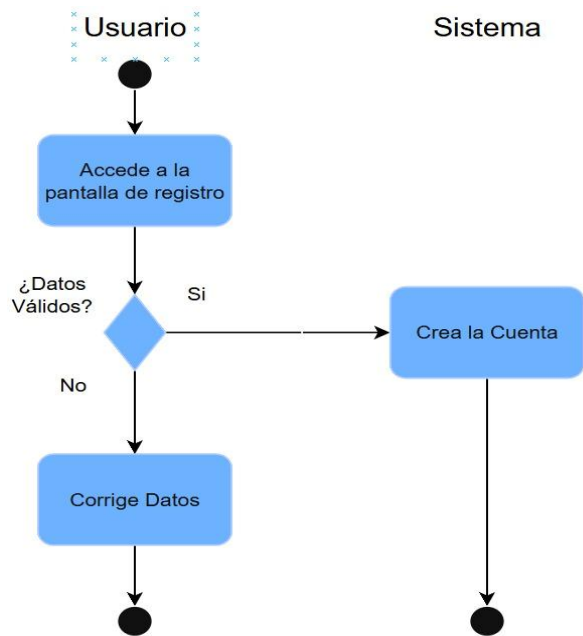 Usuario
Sistema
Accede a la
pantalla de registro
¿Datos
Válidos?
Si
Crea la Cuenta
No
Corrige Datos